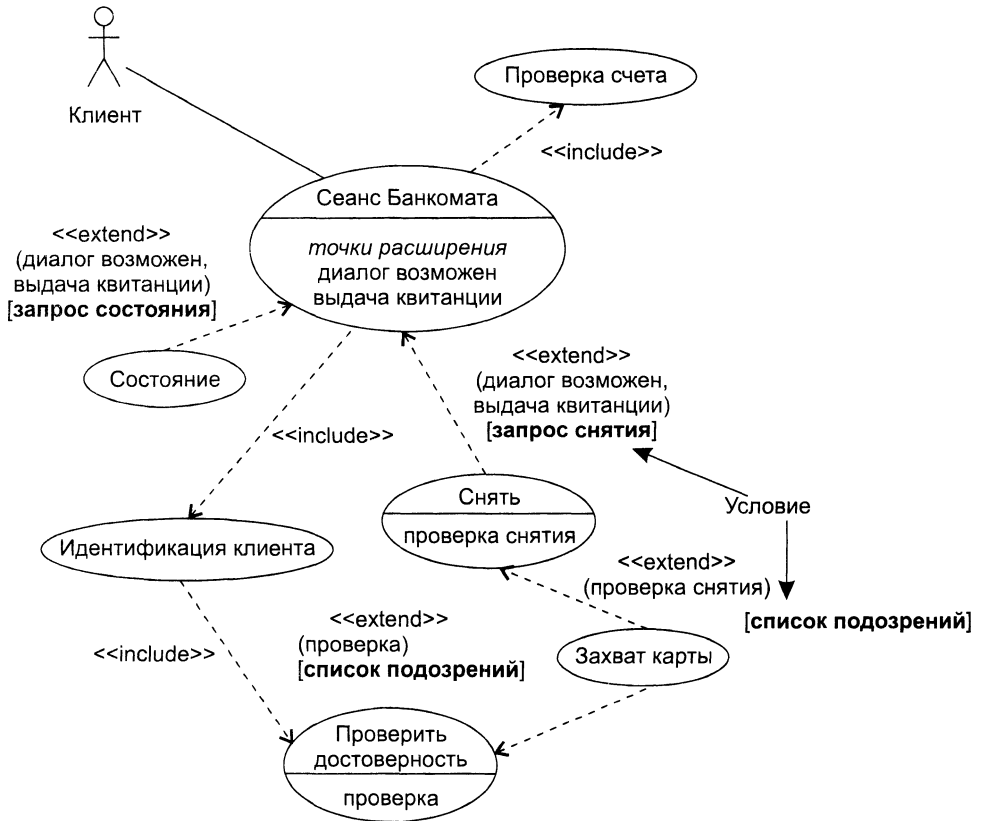 Клиент
Проверка счета
<<include>>
Сеанс Банкомата
точки расширения
диалог возможен
выдача квитанции
<<extend>>
(диалог возможен,
выдача квитанции)
[запрос состояния]
Состояние
<<extend>>
(диалог возможен,
выдача квитанции)
[запрос снятия]
<<include>>
Снять
проверка снятия
Условие
Идентификация клиента
<<extend>>
(проверка снятия)
[список подозрений]
<<extend>>
(проверка)
[список подозрений]
<<include>>
Захват карты
Проверить
достоверность
проверка